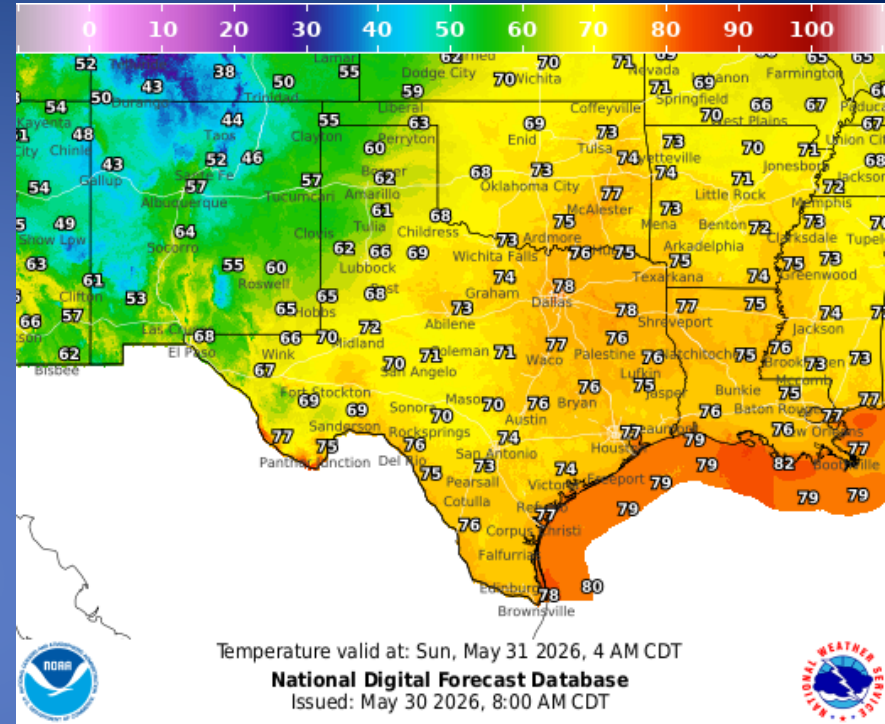 0 10 20 30 40 50 60 70 80 90 100
52 38 50 Lamar 55 62 70 71 65 65
43 Dodge City 70 Wichita Nevada 69 Lebanon Farmington
50 Durango Trinidad 59 71 Springfield
54 Liberal Coffeyville 70 66 67 Paducah
Kayenta 44 55 63 69 West Plains
48 Taos Clayton Perryton Enid 73 73 67
City Chinle 60 Tulsa Fayetteville 70 71 Union City
43 52 46 74 Jonesboro 68
Gallup Santa Fe 57 62 68 73 74 71 72 Jackson
54 57 Tucumcari Amarillo Oklahoma City 77 Little Rock Memphis
Albuquerque 61 68 McAlester 73
49 64 Tulia Childress 75 Mena Benton 72 73
Show Low Socorro Clovis 73 Ardmore Arkadelphia Clarksdale Tupelo
63 55 60 62 66 69 Wichita Falls 76 75 75 73
61 Roswell Lubbock 74 Texarkana 74 75 Greenwood
Clifton 53 65 68 Graham 78
57 65 Hobbs 73 Dallas 78 77 75 74
66 72 Abilene Shreveport Jackson
68 66 70 Midland 77 76
62 El Paso Wink 71 Coleman 71 Waco Palestine 76 Natchitoches 75 76 Brookhaven 73 73
Bisbee 67 70 San Angelo Lufkin Mccomb
Fort Stockton 76 75 Jasper Bunkie 75 77
69 69 Sonora 70 Mason 70 76 Bryan 76 Baton Rouge 77
Sanderson Rocksprings Austin 77 Beaumont 76 New Orleans
77 75 76 74 Houston 79 77
Panther Junction Del Rio San Antonio 79 82 Boothville
75 73 74 Freeport 79 79 79
Pearsall Victoria 79
Cotulla Refugio
76 77
Corpus Christi
Falfurrias
Edinburg 78 80
Brownsville
Temperature valid at: Sun, May 31 2026, 4 AM CDT
National Digital Forecast Database
Issued: May 30 2026, 8:00 AM CDT
NOAA
NATIONAL WEATHER SERVICE